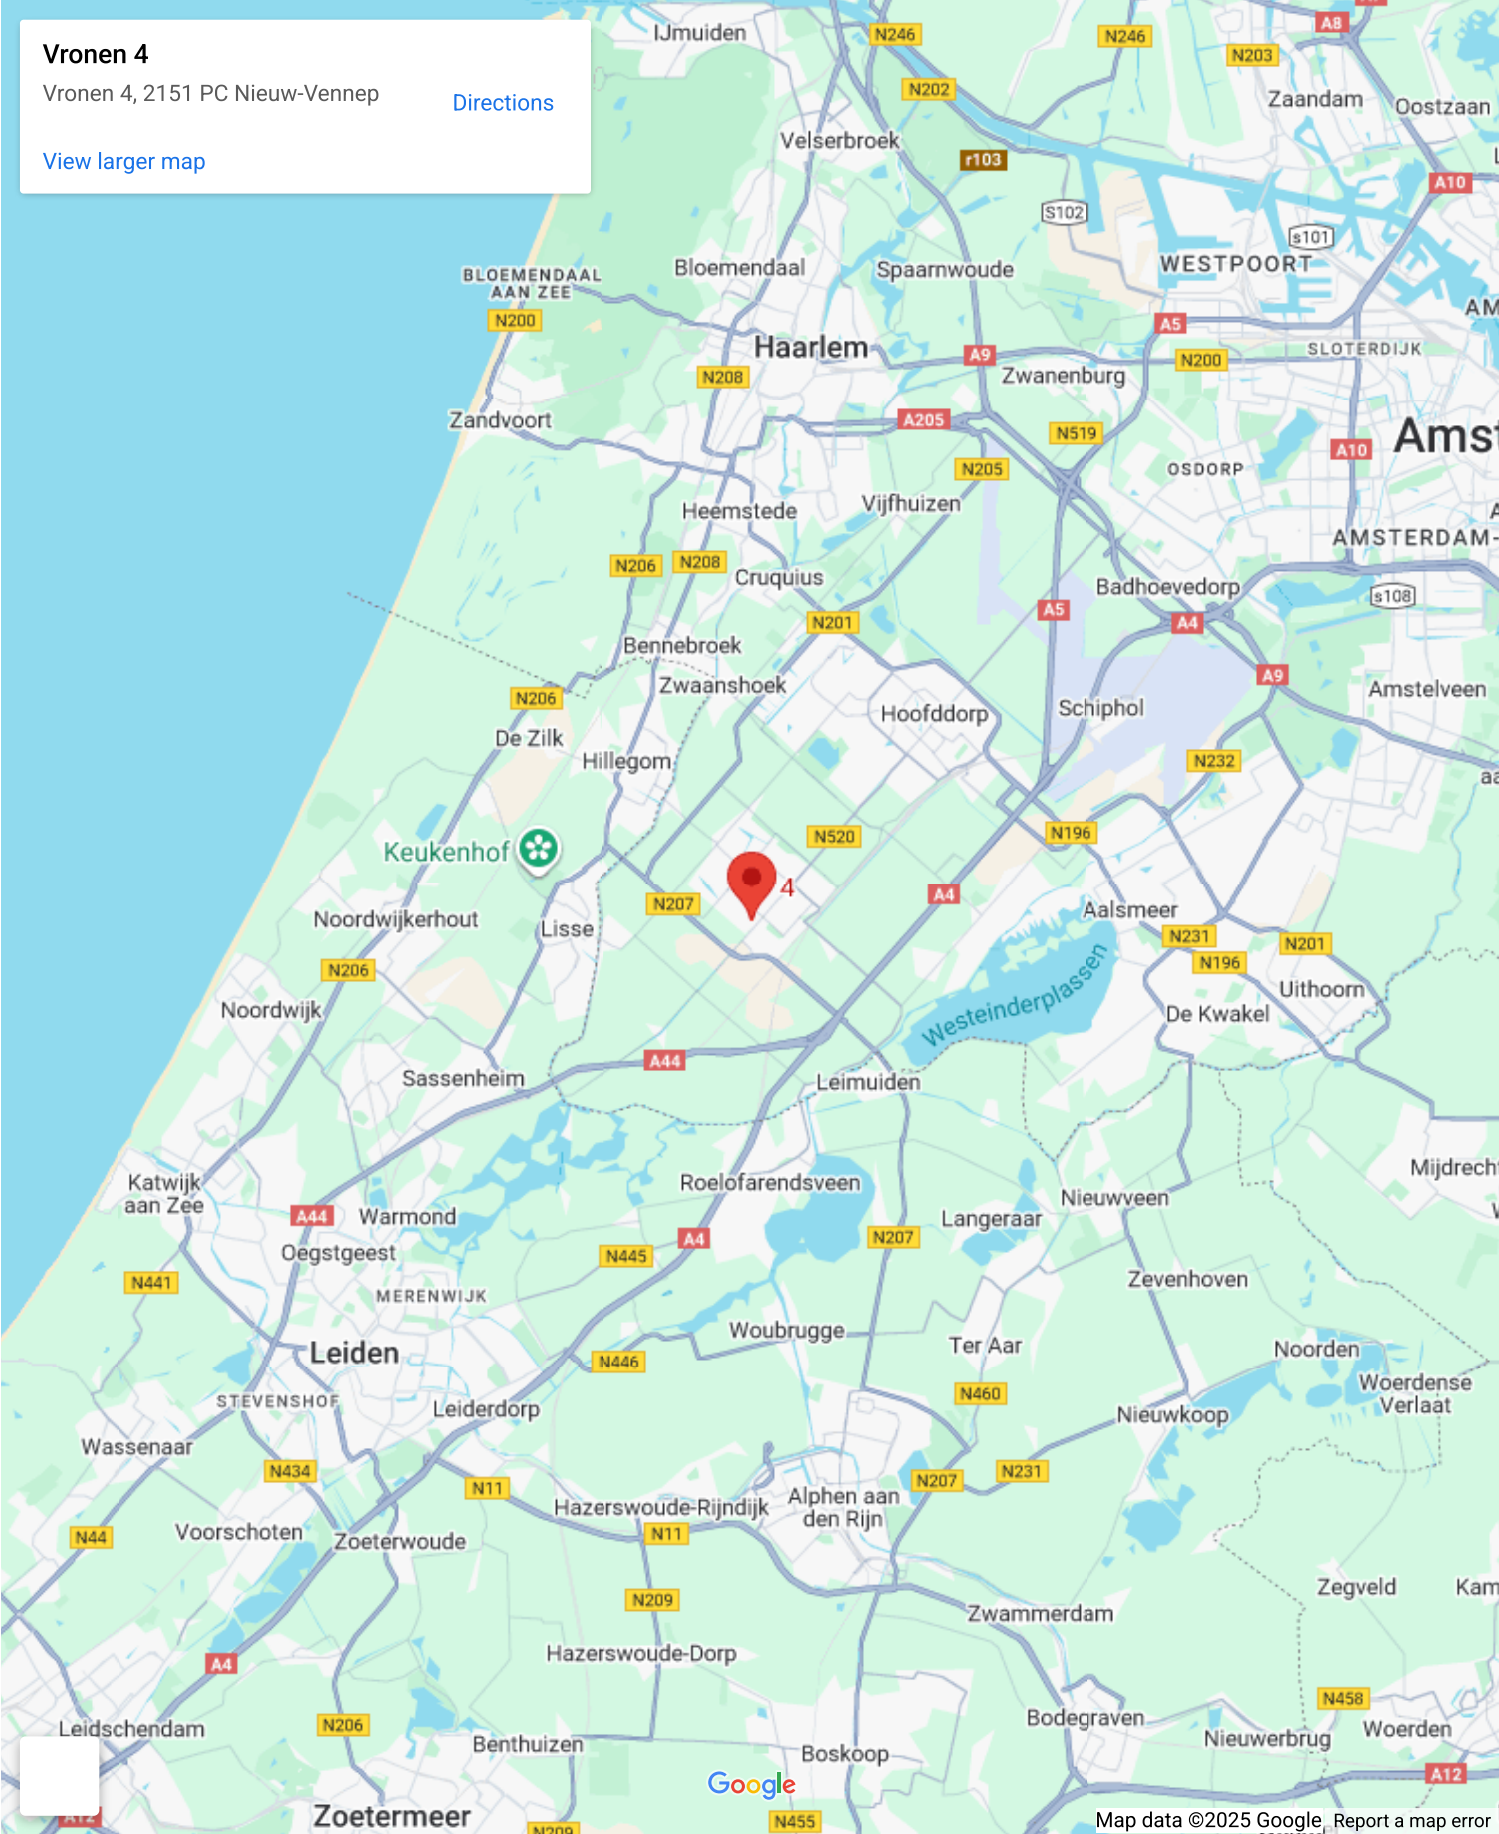 Vronen 4
Vronen 4, 2151 PC Nieuw-Vennep
Directions
View larger map
IJmuiden
N246
N246
A8
N203
N202
Zaandam
Oostzaan
Velserbroek
r103
A10
S102
s101
Bloemendaal
Spaarnwoude
WESTPOORT
BLOEMENDAAL
AAN ZEE
N200
A5
AM
Haarlem
A9
N200
SLOTERDIJK
N208
Zwanenburg
Zandvoort
A205
N519
Ams
A10
N205
OSDORP
Heemstede
Vijfhuizen
AMSTERDAM-
N206
N208
Cruquius
Badhoevedorp
s108
A5
N201
A4
Bennebroek
A9
Zwaanshoek
Amstelveen
N206
Hoofddorp
Schiphol
De Zilk
Hillegom
N232
aa
N520
N196
Keukenhof
4
A4
N207
Noordwijkerhout
Lisse
Aalsmeer
N231
N201
N206
N196
Westeinderplassen
Uithoorn
Noordwijk
De Kwakel
A44
Sassenheim
Leimuiden
Katwijk
aan Zee
Roelofarendsveen
Mijdrecht
Nieuwveen
A44
Warmond
Langeraar
A4
N207
Oegstgeest
N445
N441
Zevenhoven
MERENWIJK
Woubrugge
Leiden
N446
Ter Aar
Noorden
Woerdense
Verlaat
STEVENSHOF
N460
Leiderdorp
Nieuwkoop
Wassenaar
N434
N11
N207
N231
Hazerswoude-Rijndijk
Alphen aan
den Rijn
N44
Voorschoten
Zoeterwoude
N11
N209
Zegveld
Kam
Zwammerdam
Hazerswoude-Dorp
A4
N458
Leidschendam
N206
Bodegraven
Woerden
Benthuizen
Nieuwerbrug
Boskoop
A12
Google
A12
Zoetermeer
N209
N455
Map data ©2025 Google
Report a map error